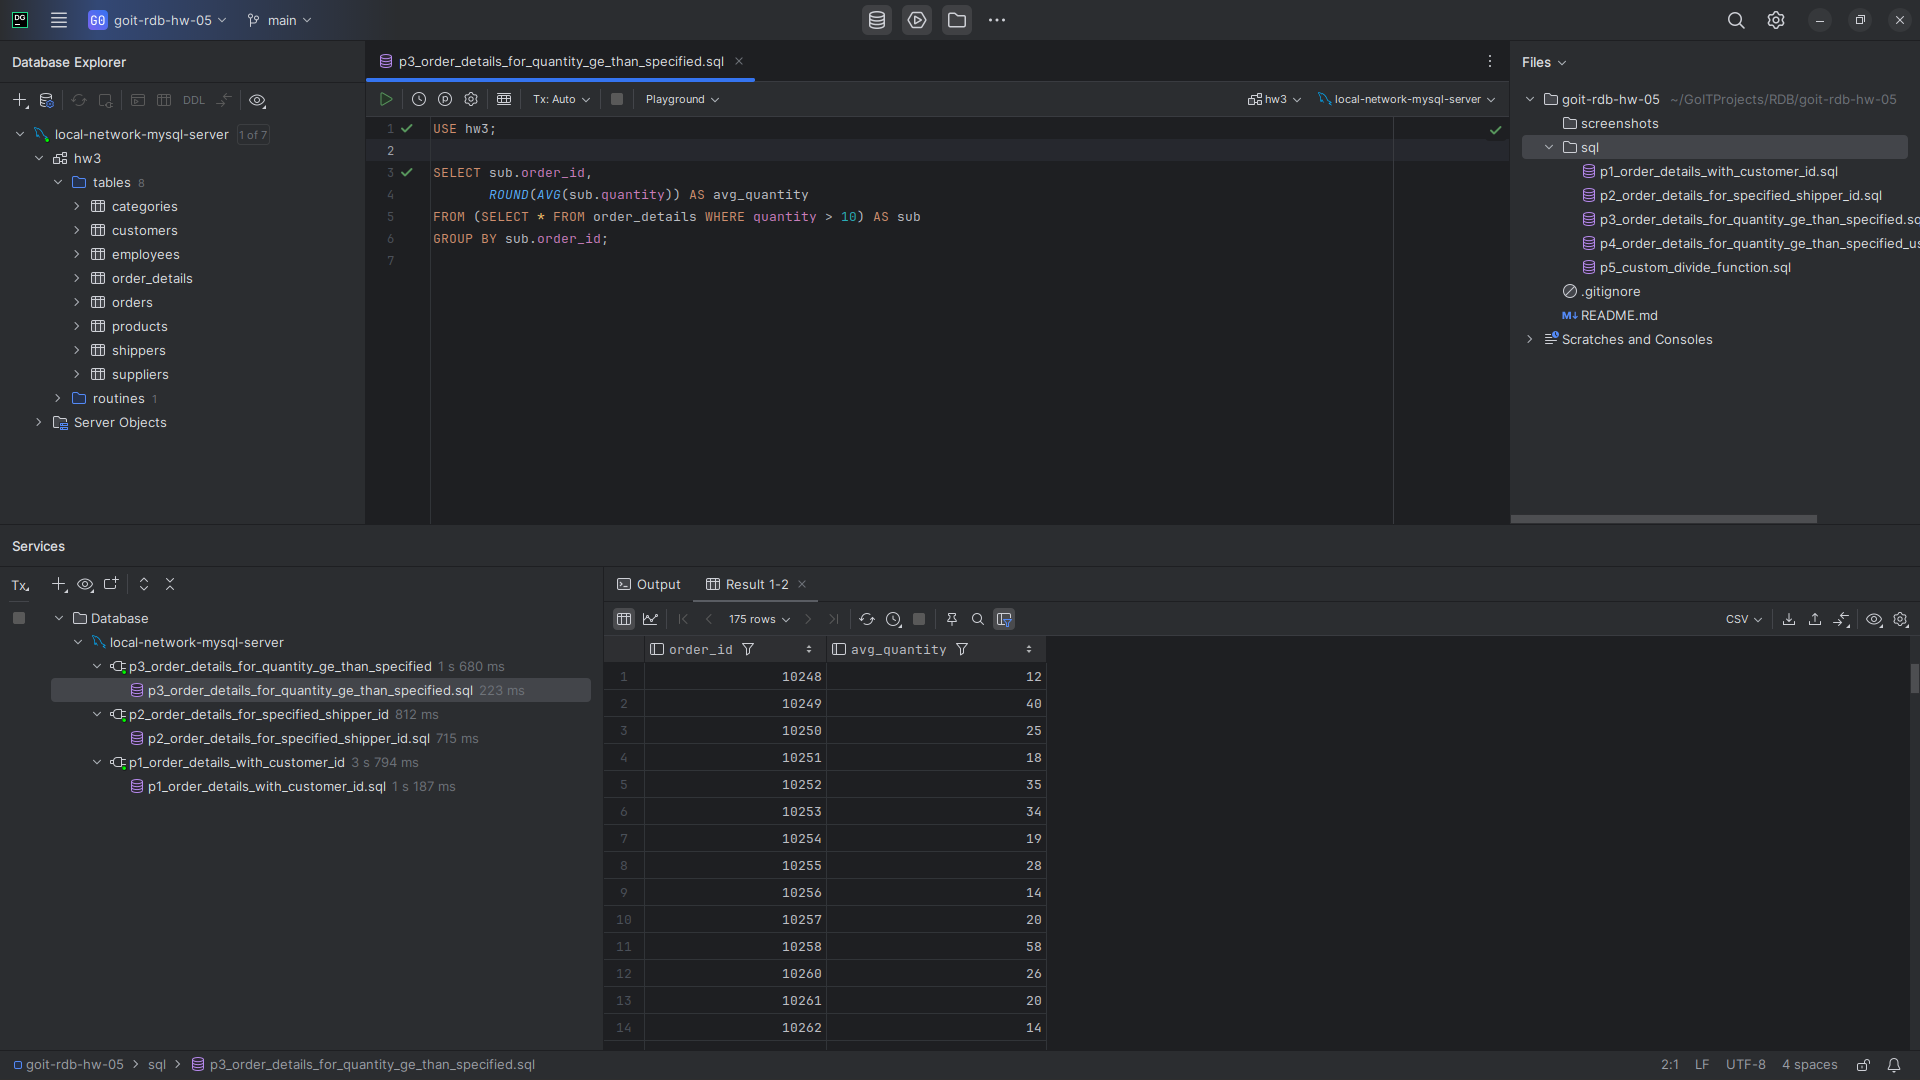 DG
GO goit-rdb-hw-05 main
Database Explorer
DDL
local-network-mysql-server 1 of 7
hw3
tables 8
categories
customers
employees
order_details
orders
products
shippers
suppliers
routines 1
Server Objects
p3_order_details_for_quantity_ge_than_specified.sql
Tx: Auto Playground hw3 local-network-mysql-server
1 USE hw3;
2
3 SELECT sub.order_id,
4 ROUND(AVG(sub.quantity)) AS avg_quantity
5 FROM (SELECT * FROM order_details WHERE quantity > 10) AS sub
6 GROUP BY sub.order_id;
7
Files
goit-rdb-hw-05 ~/GoITProjects/RDB/goit-rdb-hw-05
screenshots
sql
p1_order_details_with_customer_id.sql
p2_order_details_for_specified_shipper_id.sql
p3_order_details_for_quantity_ge_than_specified.sq
p4_order_details_for_quantity_ge_than_specified_us
p5_custom_divide_function.sql
.gitignore
M↓ README.md
Scratches and Consoles
Services
Tx
Database
local-network-mysql-server
p3_order_details_for_quantity_ge_than_specified 1 s 680 ms
p3_order_details_for_quantity_ge_than_specified.sql 223 ms
p2_order_details_for_specified_shipper_id 812 ms
p2_order_details_for_specified_shipper_id.sql 715 ms
p1_order_details_with_customer_id 3 s 794 ms
p1_order_details_with_customer_id.sql 1 s 187 ms
Output Result 1-2
175 rows CSV
order_id avg_quantity
1 10248 12
2 10249 40
3 10250 25
4 10251 18
5 10252 35
6 10253 34
7 10254 19
8 10255 28
9 10256 14
10 10257 20
11 10258 58
12 10260 26
13 10261 20
14 10262 14
goit-rdb-hw-05 > sql > p3_order_details_for_quantity_ge_than_specified.sql
2:1 LF UTF-8 4 spaces